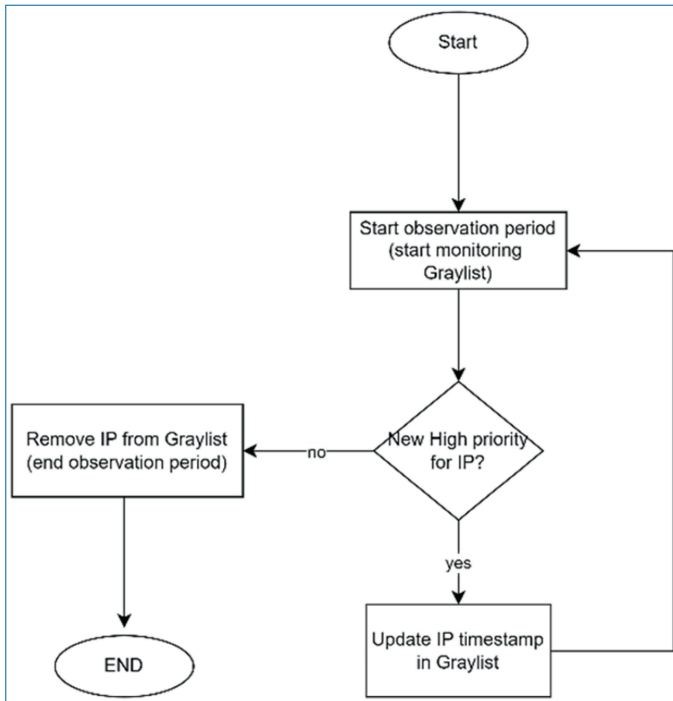 Start
Start observation period
(start monitoring
Graylist)
New High priority
for IP?
no
Remove IP from Graylist
(end observation period)
yes
END
Update IP timestamp
in Graylist